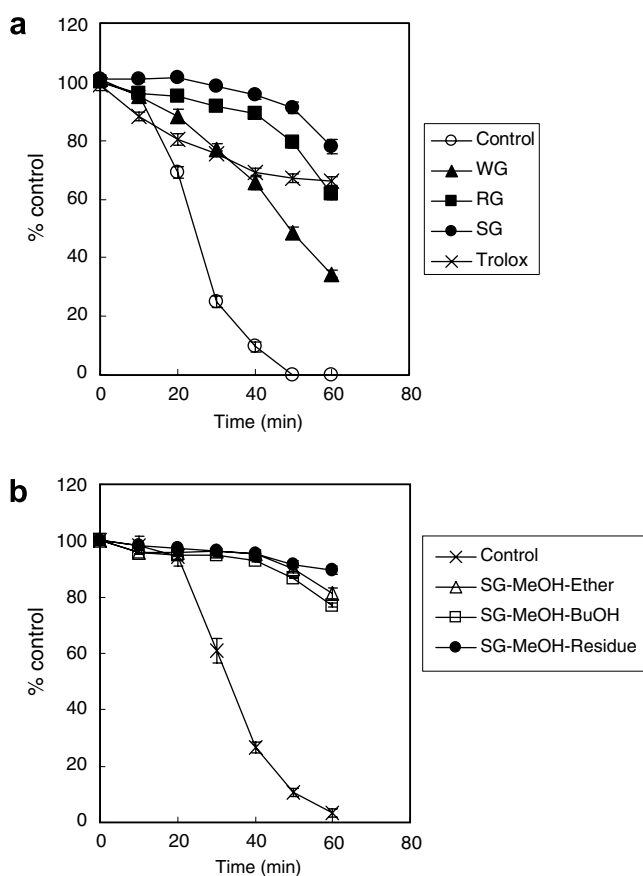 a
120
100
80
60
40
20
0
% control
0 20 40 60 80
Time (min)
Control
WG
RG
SG
Trolox
b
120
100
80
60
40
20
0
% control
0 20 40 60 80
Time (min)
Control
SG-MeOH-Ether
SG-MeOH-BuOH
SG-MeOH-Residue